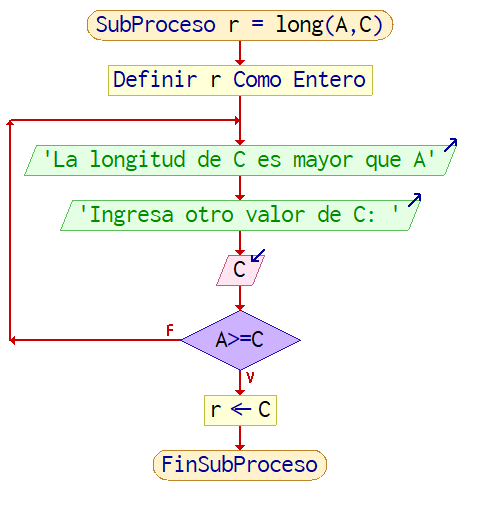 SubProceso r = long(A,C)
Definir r Como Entero
'La longitud de C es mayor que A'
'Ingresa otro valor de C: '
C
A>=C
F
V
r ← C
FinSubProceso